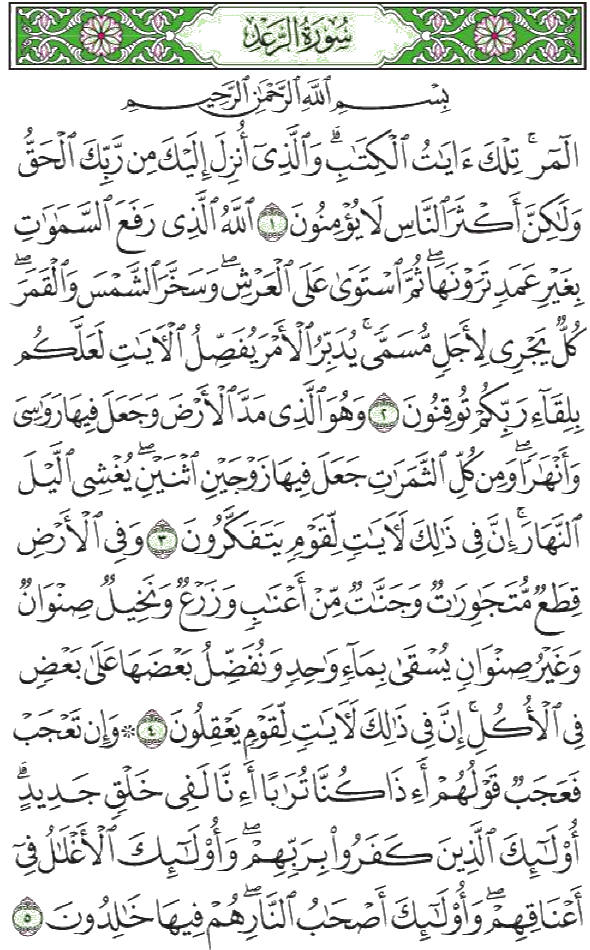 سُورَةُ الرَّعْدِ
بِسْمِ ٱللَّهِ ٱلرَّحْمَٰنِ ٱلرَّحِيمِ
الٓمٓر ۚ تِلْكَ ءَايَٰتُ ٱلْكِتَٰبِ ۗ وَٱلَّذِىٓ أُنزِلَ إِلَيْكَ مِن رَّبِّكَ ٱلْحَقُّ
وَلَٰكِنَّ أَكْثَرَ ٱلنَّاسِ لَا يُؤْمِنُونَ ١ ٱللَّهُ ٱلَّذِى رَفَعَ ٱلسَّمَٰوَٰتِ
بِغَيْرِ عَمَدٍ تَرَوْنَهَا ۖ ثُمَّ ٱسْتَوَىٰ عَلَى ٱلْعَرْشِ ۖ وَسَخَّرَ ٱلشَّمْسَ وَٱلْقَمَرَ ۖ
كُلٌّ يَجْرِى لِأَجَلٍ مُّسَمًّى ۚ يُدَبِّرُ ٱلْأَمْرَ يُفَصِّلُ ٱلْءَايَٰتِ لَعَلَّكُم
بِلِقَآءِ رَبِّكُمْ تُوقِنُونَ ٢ وَهُوَ ٱلَّذِى مَدَّ ٱلْأَرْضَ وَجَعَلَ فِيهَا رَوَٰسِىَ
وَأَنْهَٰرًا ۖ وَمِن كُلِّ ٱلثَّمَرَٰتِ جَعَلَ فِيهَا زَوْجَيْنِ ٱثْنَيْنِ ۖ يُغْشِى ٱلَّيْلَ
ٱلنَّهَارَ ۚ إِنَّ فِى ذَٰلِكَ لَءَايَٰتٍ لِّقَوْمٍ يَتَفَكَّرُونَ ٣ وَفِى ٱلْأَرْضِ
قِطَعٌ مُّتَجَٰوِرَٰتٌ وَجَنَّٰتٌ مِّنْ أَعْنَٰبٍ وَزَرْعٌ وَنَخِيلٌ صِنْوَانٌ
وَغَيْرُ صِنْوَانٍ يُسْقَىٰ بِمَآءٍ وَٰحِدٍ وَنُفَضِّلُ بَعْضَهَا عَلَىٰ بَعْضٍ
فِى ٱلْأُكُلِ ۚ إِنَّ فِى ذَٰلِكَ لَءَايَٰتٍ لِّقَوْمٍ يَعْقِلُونَ ٤ ۞ وَإِن تَعْجَبْ
فَعَجَبٌ قَوْلُهُمْ أَءِذَا كُنَّا تُرَٰبًا أَءِنَّا لَفِى خَلْقٍ جَدِيدٍ ۗ
أُو۟لَٰٓئِكَ ٱلَّذِينَ كَفَرُوا۟ بِرَبِّهِمْ ۖ وَأُو۟لَٰٓئِكَ ٱلْأَغْلَٰلُ فِىٓ
أَعْنَاقِهِمْ ۖ وَأُو۟لَٰٓئِكَ أَصْحَٰبُ ٱلنَّارِ ۖ هُمْ فِيهَا خَٰلِدُونَ ٥